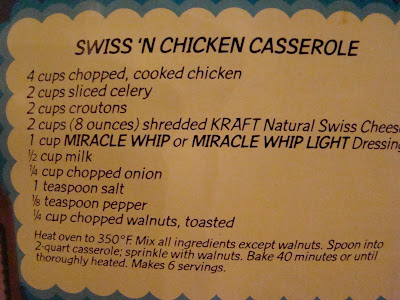 SWISS 'N CHICKEN CASSEROLE
4 cups chopped, cooked chicken
2 cups sliced celery
2 cups croutons
2 cups (8 ounces) shredded KRAFT Natural Swiss Cheese
1 cup MIRACLE WHIP or MIRACLE WHIP LIGHT Dressing
½ cup milk
¼ cup chopped onion
1 teaspoon salt
⅛ teaspoon pepper
¼ cup chopped walnuts, toasted
Heat oven to 350°F. Mix all ingredients except walnuts. Spoon into
2-quart casserole; sprinkle with walnuts. Bake 40 minutes or until
thoroughly heated. Makes 6 servings.